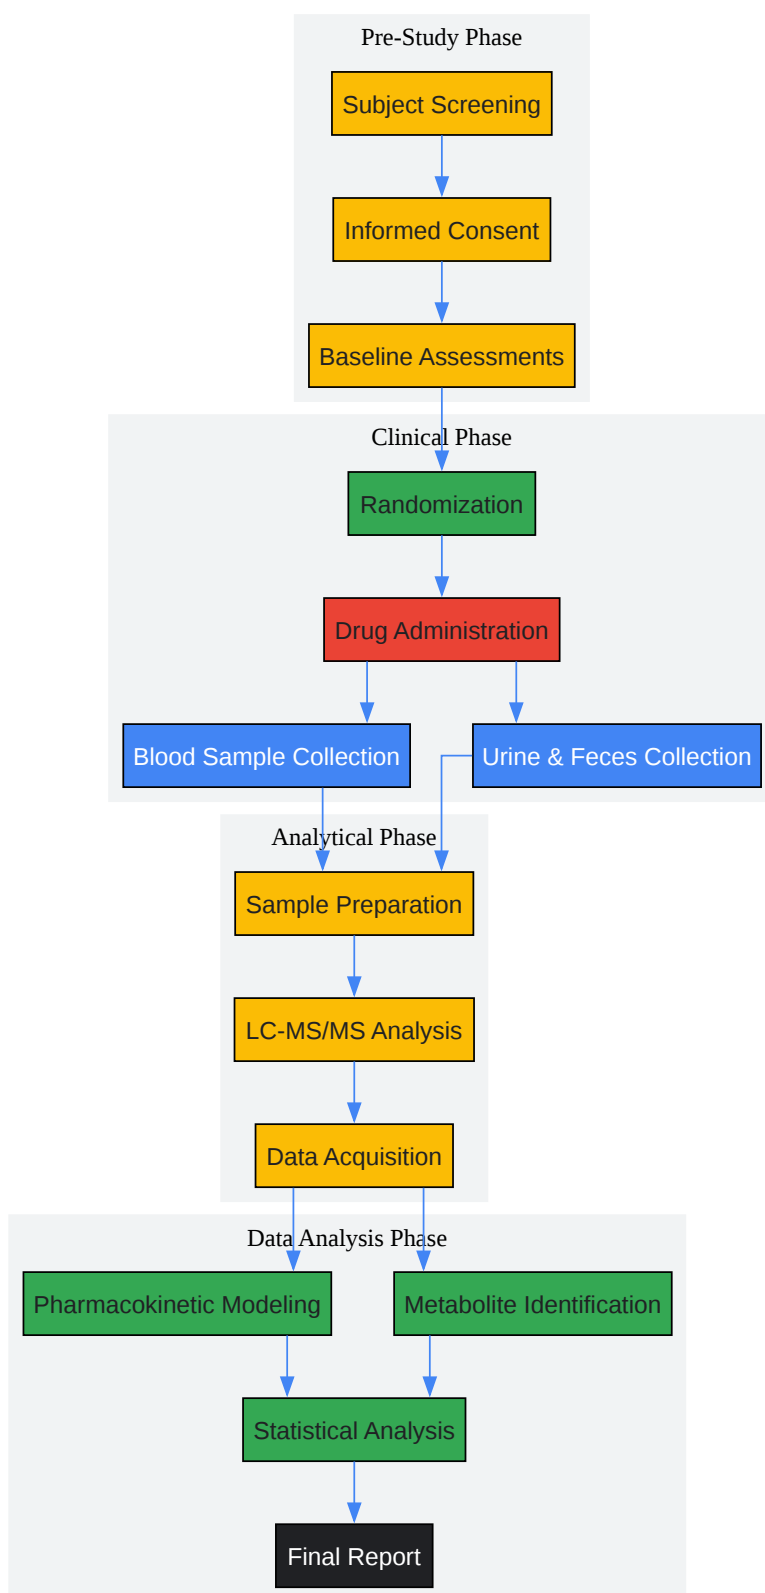 Pre-Study Phase
Subject Screening
Informed Consent
Baseline Assessments
Clinical Phase
Randomization
Drug Administration
Blood Sample Collection
Urine & Feces Collection
Analytical Phase
Sample Preparation
LC-MS/MS Analysis
Data Acquisition
Data Analysis Phase
Pharmacokinetic Modeling
Metabolite Identification
Statistical Analysis
Final Report